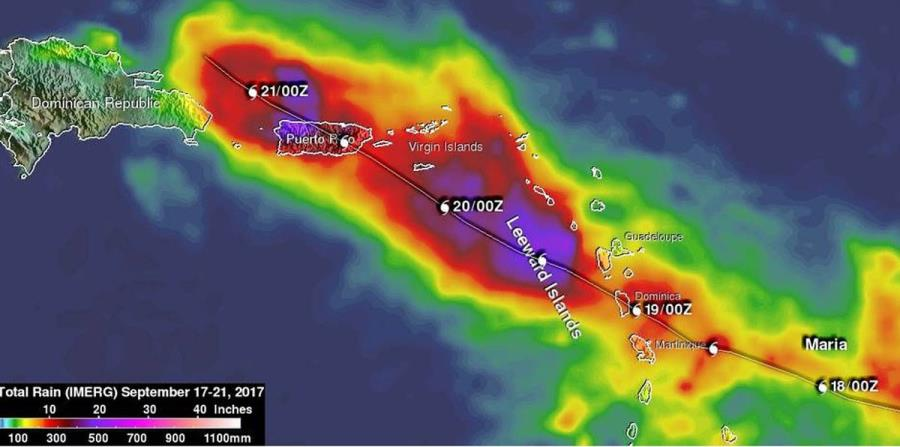 21/00Z
Dominican Republic
Puerto Rico
Virgin Islands
20/00Z
Leeward Islands
Guadeloupe
Dominica
19/00Z
Martinique
Maria
18/00Z
Total Rain (IMERG) September 17-21, 2017
10 20 30 40 Inches
100 300 500 700 900 1100mm